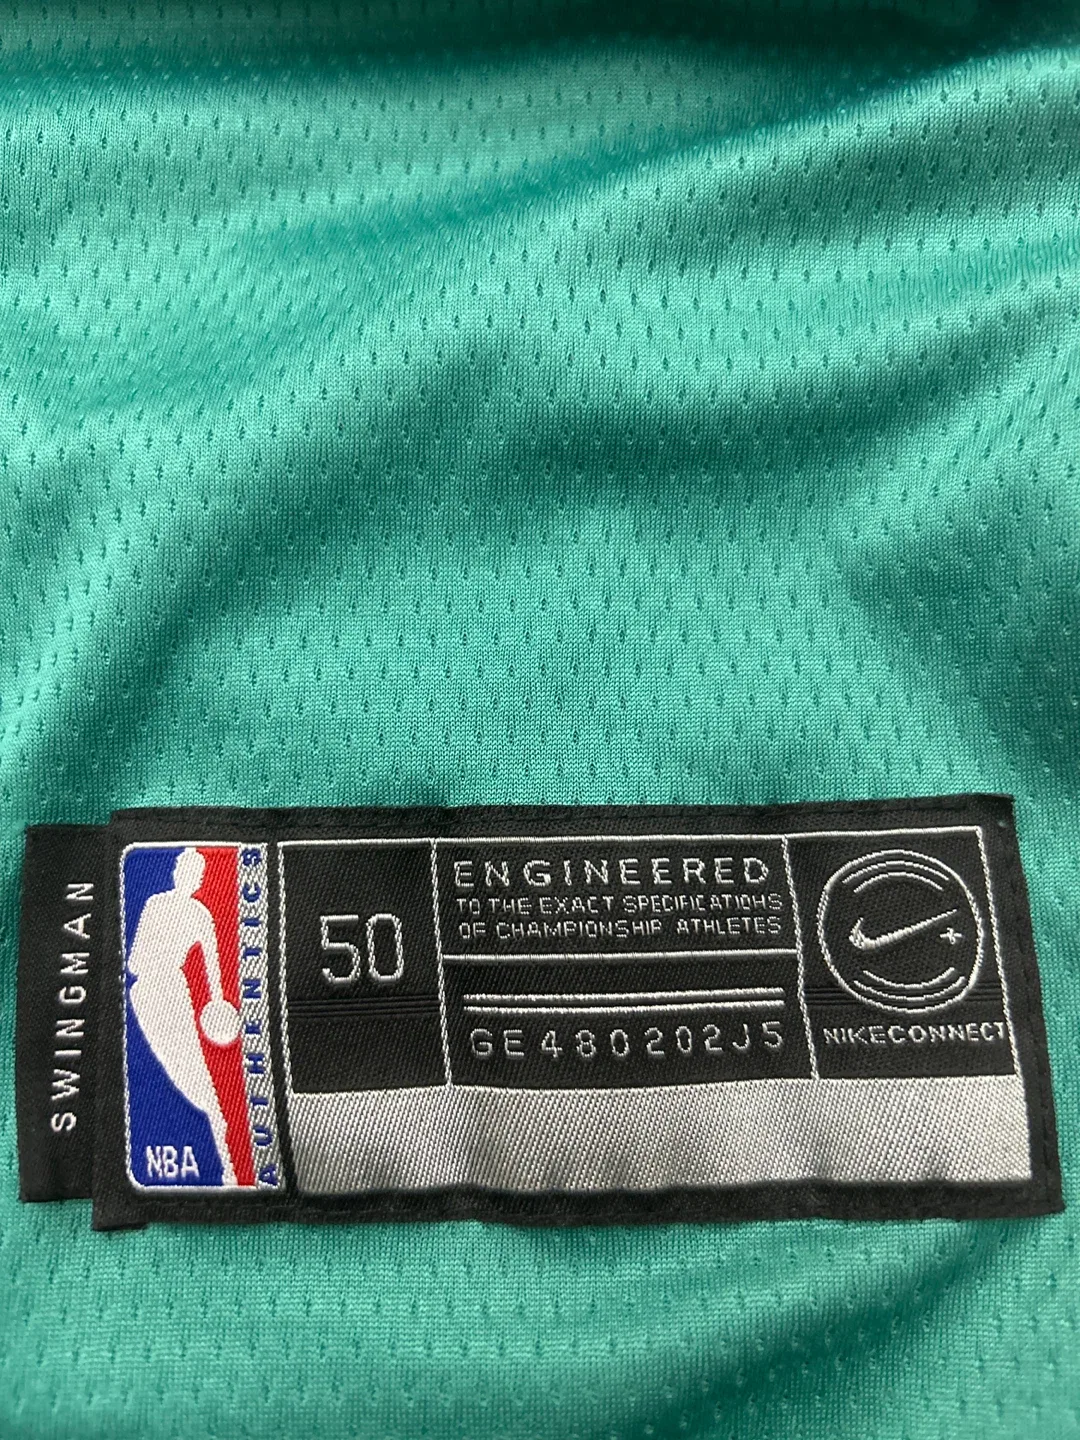 SWINGMAN
NBA
AUTHENTICS
50
ENGINEERED
TO THE EXACT SPECIFICATIONS
OF CHAMPIONSHIP ATHLETES
GE480202J5
NIKECONNECT